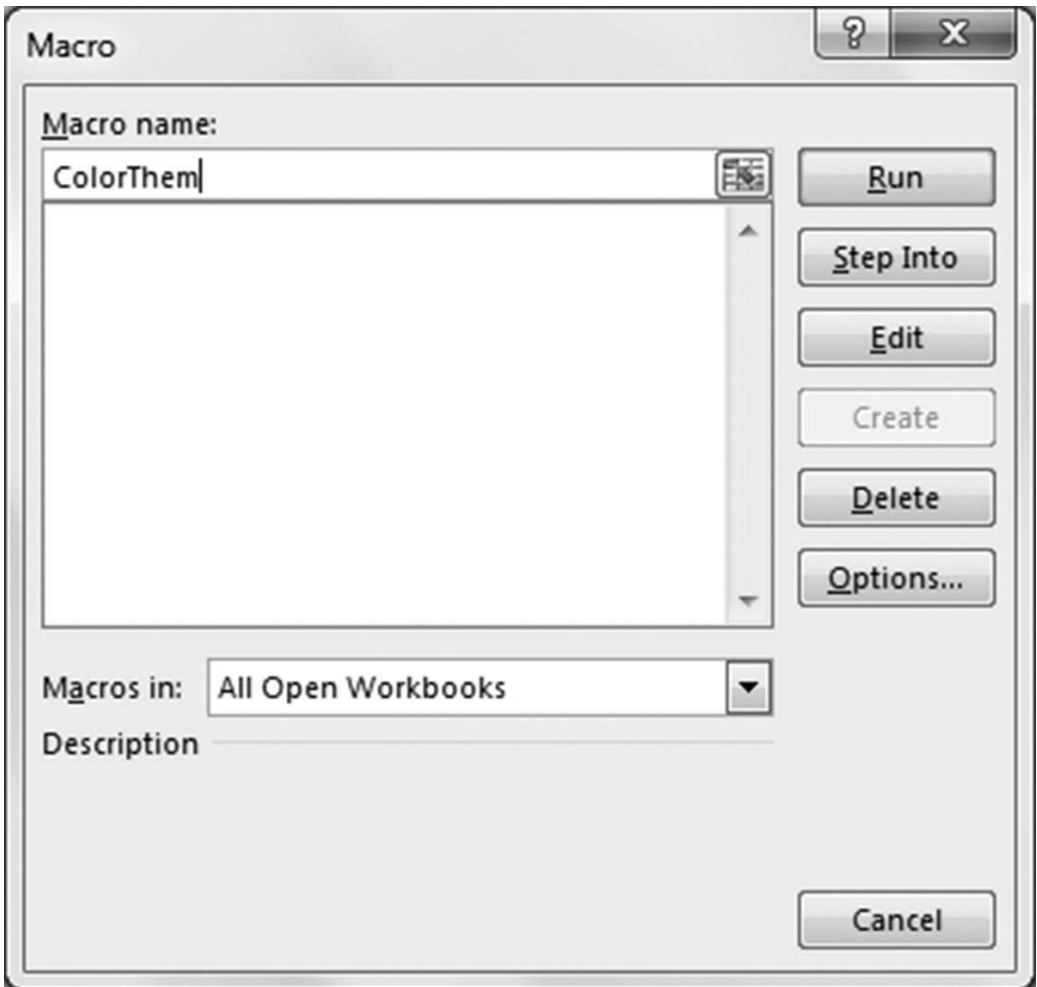 Macro
?
X
Macro name:
ColorThem
Run
Step Into
Edit
Create
Delete
Options...
Macros in:
All Open Workbooks
Description
Cancel